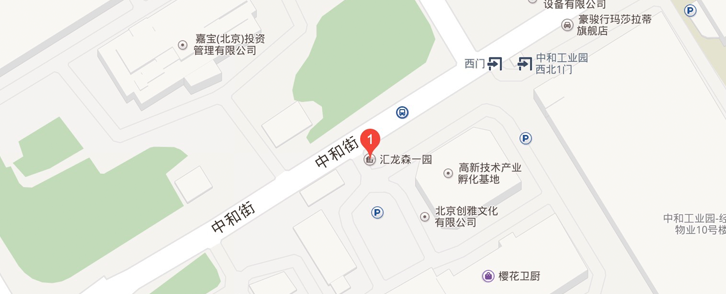 设备有限公司
豪骏行玛莎拉蒂
旗舰店
P
嘉宝(北京)投资
管理有限公司
西门
中和工业园
西北1门
1
中和街
汇龙森一园
P
高新技术产业
孵化基地
中和街
P
北京创雅文化
有限公司
中和工业园-经
物业10号楼
樱花卫厨